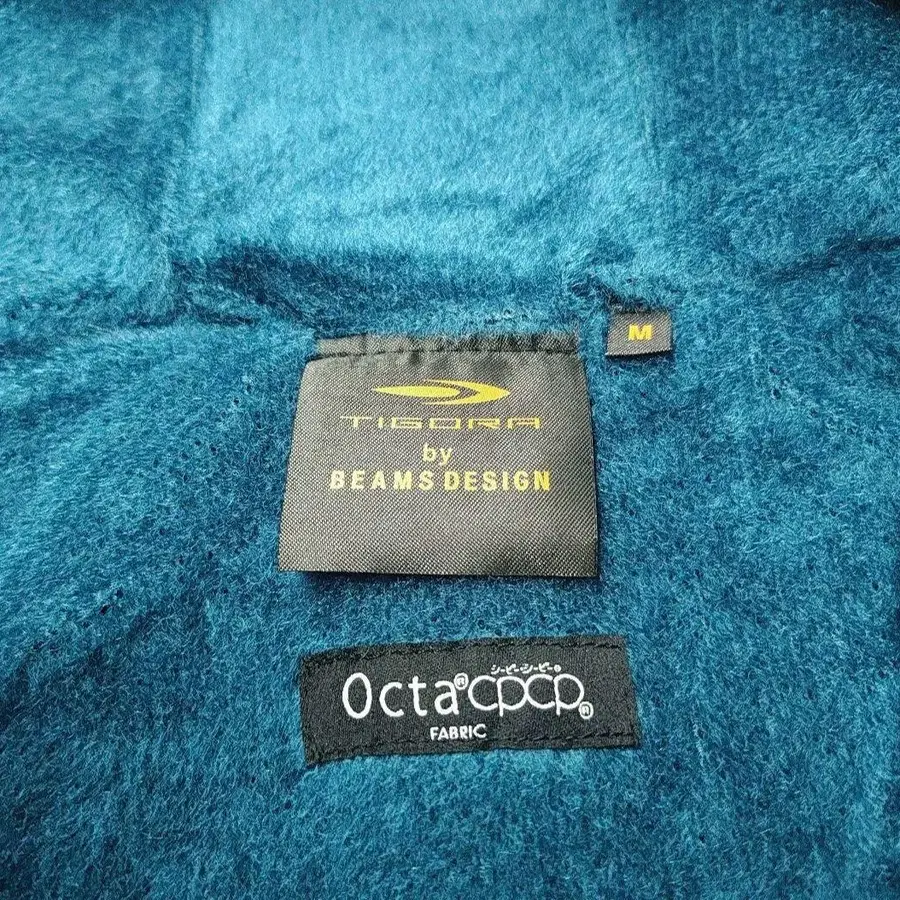 M
TIGORA
by
BEAMS DESIGN
シーピーシーピー®
Octa®CPCP®
FABRIC